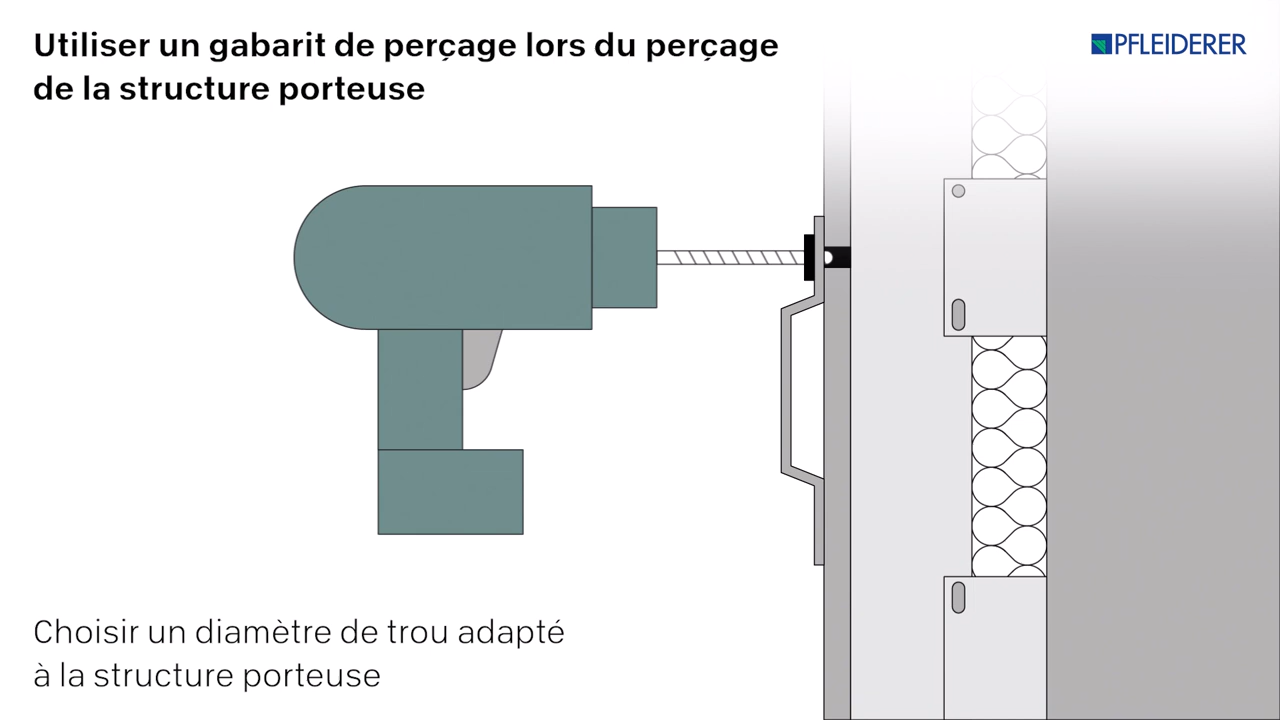 Utiliser un gabarit de perçage lors du perçage
de la structure porteuse
PFLEIDERER
Choisir un diamètre de trou adapté
à la structure porteuse